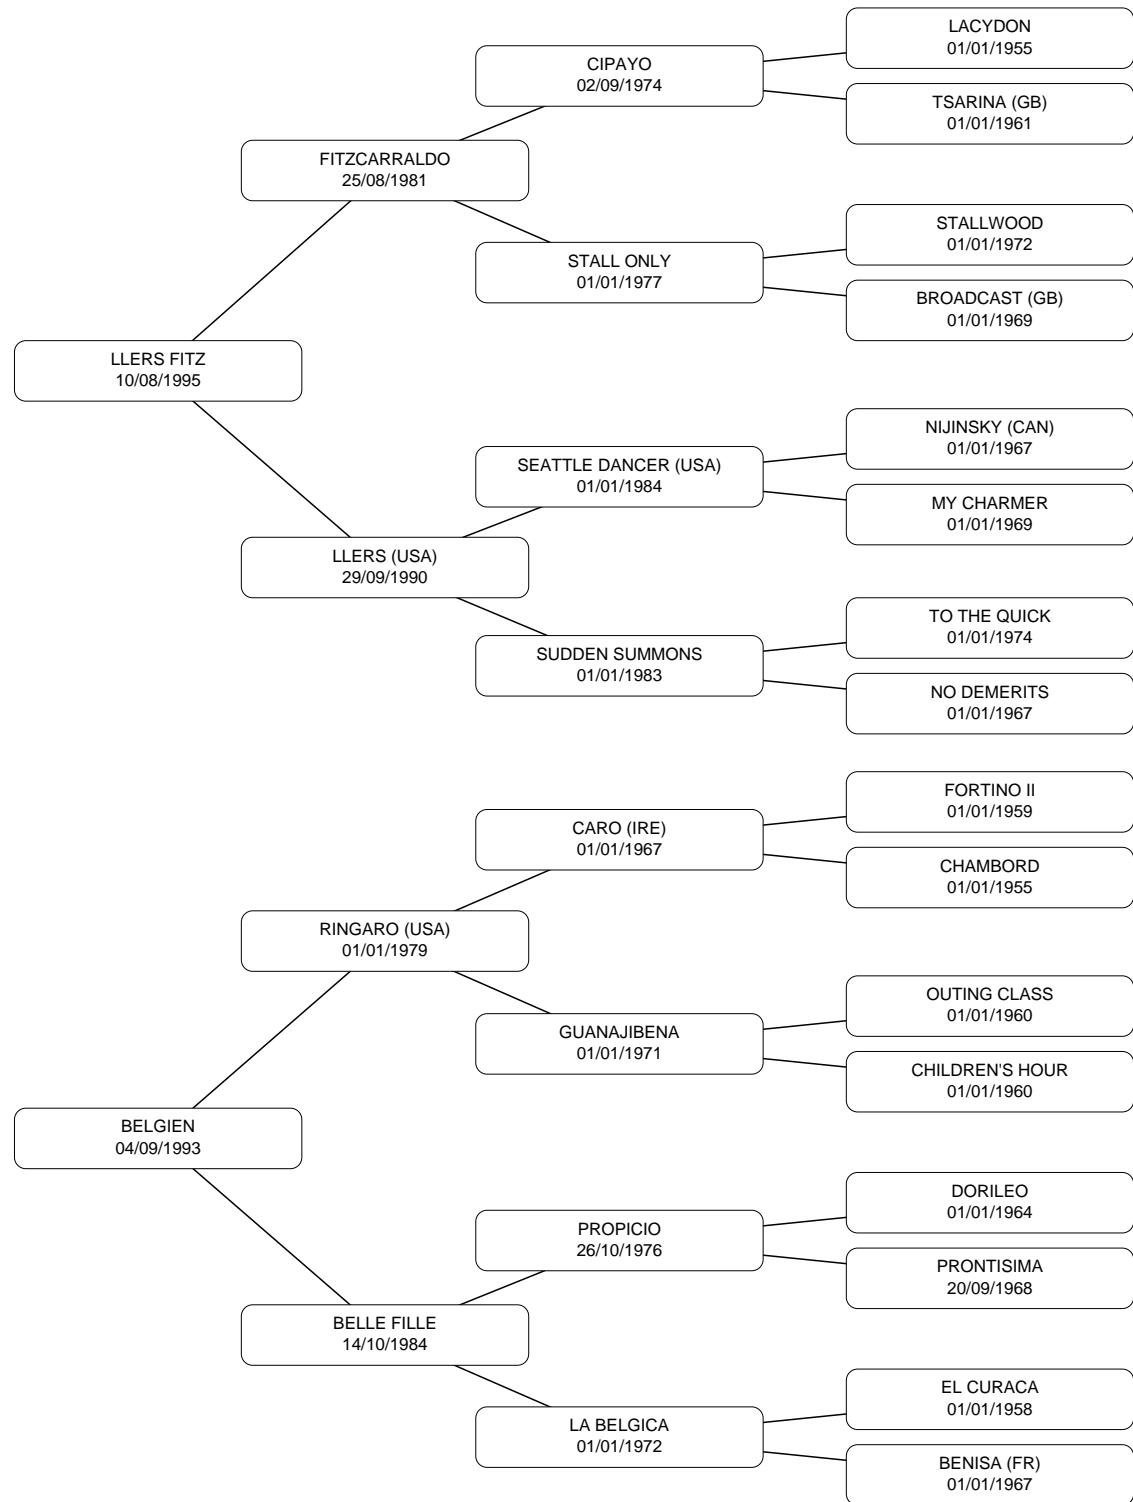 LACYDON
01/01/1955
CIPAYO
02/09/1974
TSARINA (GB)
01/01/1961
FITZCARRALDO
25/08/1981
STALLWOOD
01/01/1972
STALL ONLY
01/01/1977
BROADCAST (GB)
01/01/1969
LLERS FITZ
10/08/1995
NIJINSKY (CAN)
01/01/1967
SEATTLE DANCER (USA)
01/01/1984
MY CHARMER
01/01/1969
LLERS (USA)
29/09/1990
TO THE QUICK
01/01/1974
SUDDEN SUMMONS
01/01/1983
NO DEMERITS
01/01/1967
FORTINO II
01/01/1959
CARO (IRE)
01/01/1967
CHAMBORD
01/01/1955
RINGARO (USA)
01/01/1979
OUTING CLASS
01/01/1960
GUANAJIBENA
01/01/1971
CHILDREN'S HOUR
01/01/1960
BELGIEN
04/09/1993
DORILEO
01/01/1964
PROPICIO
26/10/1976
PRONTISIMA
20/09/1968
BELLE FILLE
14/10/1984
EL CURACA
01/01/1958
LA BELGICA
01/01/1972
BENISA (FR)
01/01/1967